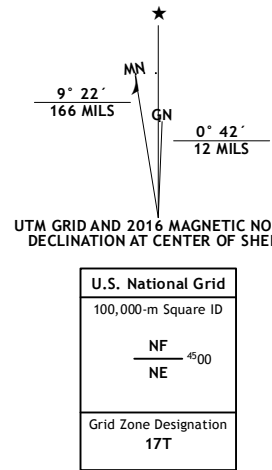 ★
MN
GN
9° 22´
166 MILS
0° 42´
12 MILS
UTM GRID AND 2016 MAGNETIC NO
DECLINATION AT CENTER OF SHE
U.S. National Grid
100,000-m Square ID
NF
4500
NE
Grid Zone Designation
17T